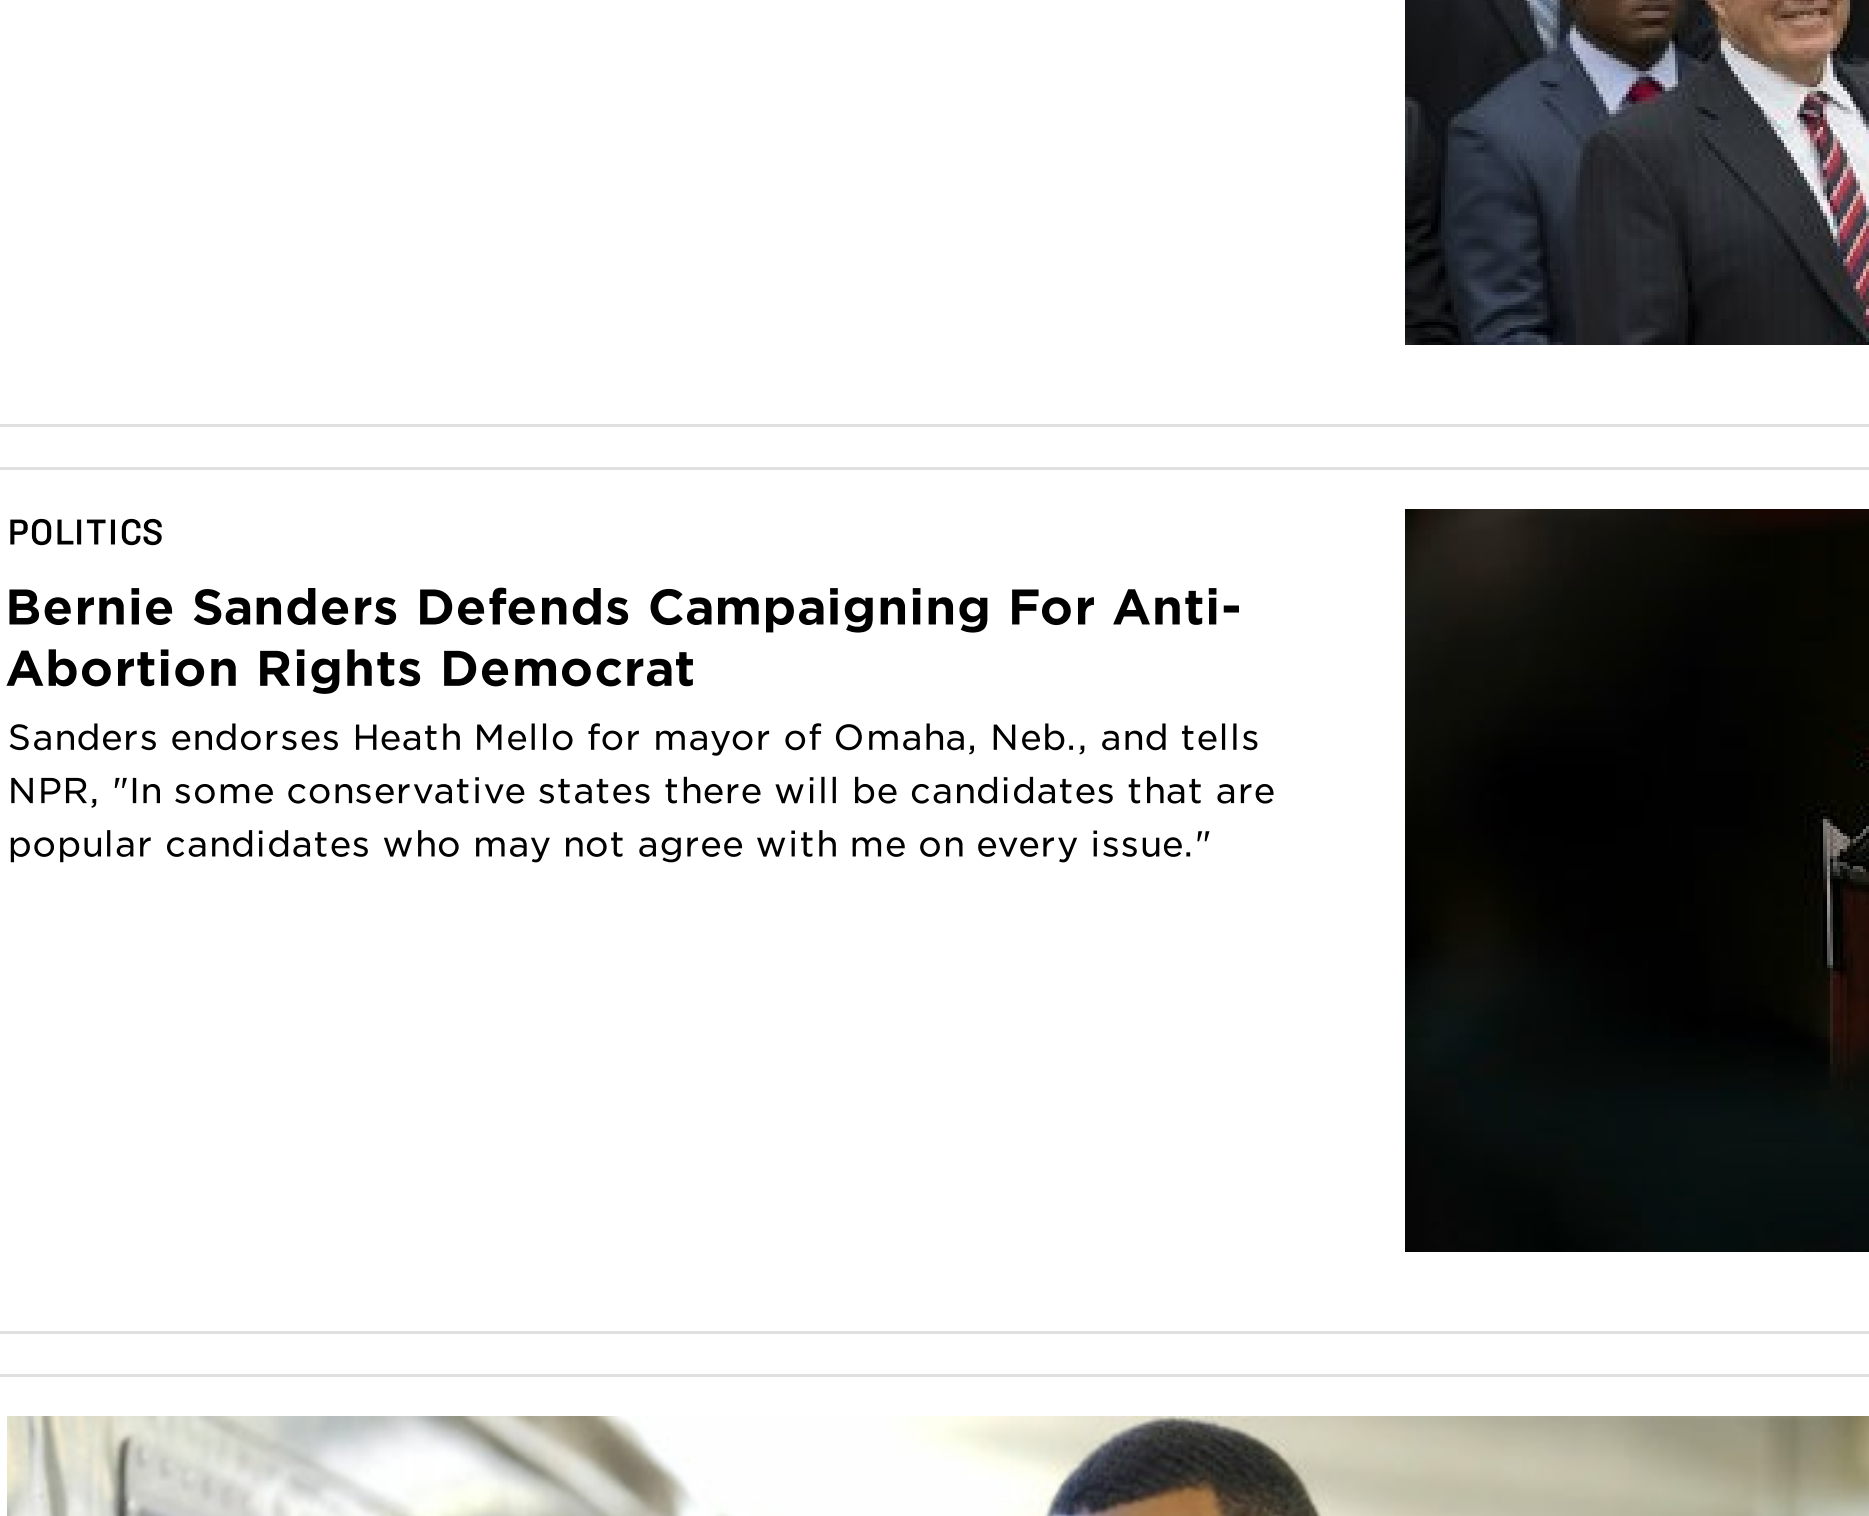 POLITICS
Bernie Sanders Defends Campaigning For Anti-
Abortion Rights Democrat
Sanders endorses Heath Mello for mayor of Omaha, Neb., and tells
NPR, "In some conservative states there will be candidates that are
popular candidates who may not agree with me on every issue."